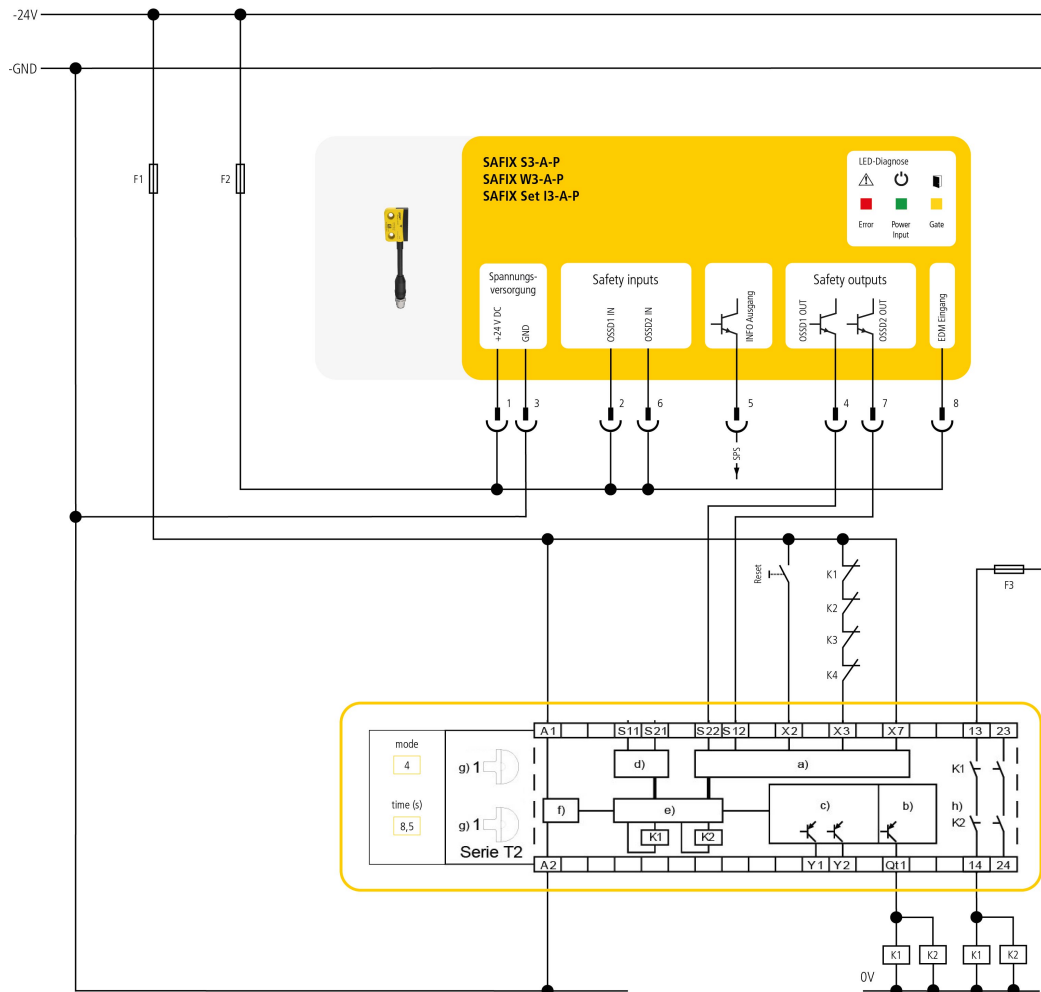 -24V
-GND
F1
F2
SAFIX S3-A-P
SAFIX W3-A-P
SAFIX Set I3-A-P
LED-Diagnose
Error
Power
Input
Gate
Spannungs-
versorgung
+24 V DC
GND
Safety inputs
OSSD1 IN
OSSD2 IN
INFO Ausgang
Safety outputs
OSSD1 OUT
OSSD2 OUT
EDM Eingang
1
3
2
6
5
4
7
8
SPS
Reset
K1
K2
K3
K4
F3
A1
S11
S21
S22
S12
X2
X3
X7
13
23
mode
4
time (s)
8,5
g) 1
g) 1
Serie T2
d)
a)
f)
e)
c)
b)
K1
K2
K1
h)
K2
A2
Y1
Y2
Qt1
14
24
K1
K2
K1
K2
0V